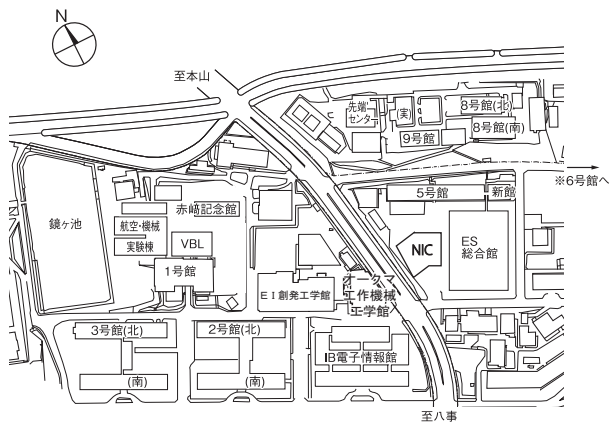 N
至本山
先端
センター
(実)
8号館(北)
9号館
8号館(南)
※6号館へ
5号館
新館
鏡ヶ池
赤﨑記念館
航空・機械
実験棟
VBL
NIC
ES
総合館
1号館
EI創発工学館
オークマ
工作機械
工学館
3号館(北)
2号館(北)
IB電子情報館
(南)
(南)
至八事